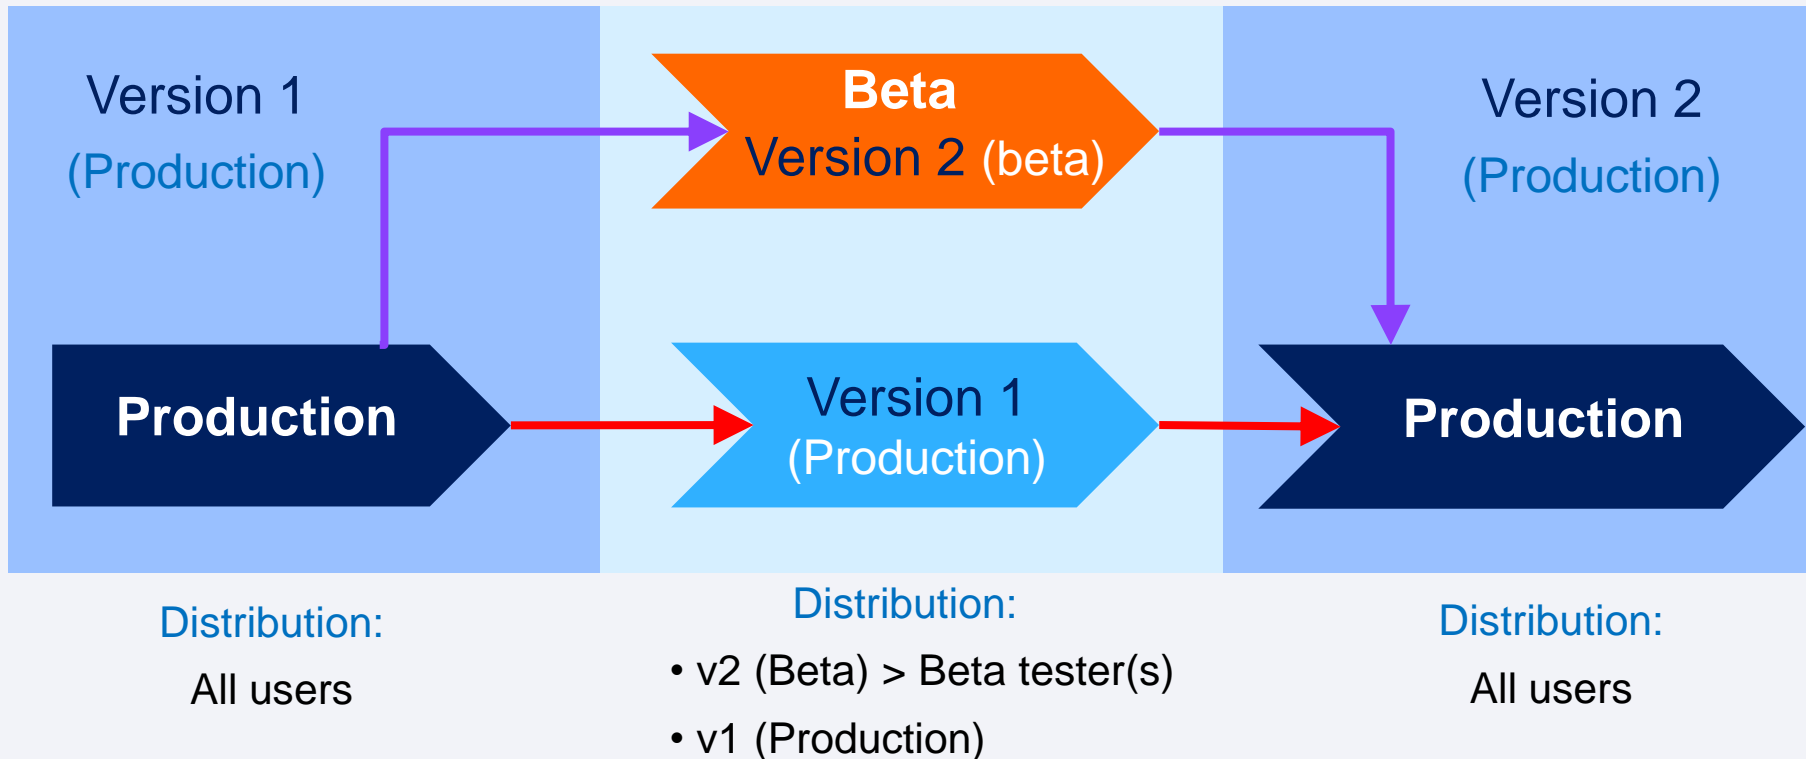 Version 1
(Production)
Production
Beta
Version 2 (beta)
Version 1
(Production)
Version 2
(Production)
Production
Distribution:
All users
Distribution:
• v2 (Beta) > Beta tester(s)
• v1 (Production)
Distribution:
All users